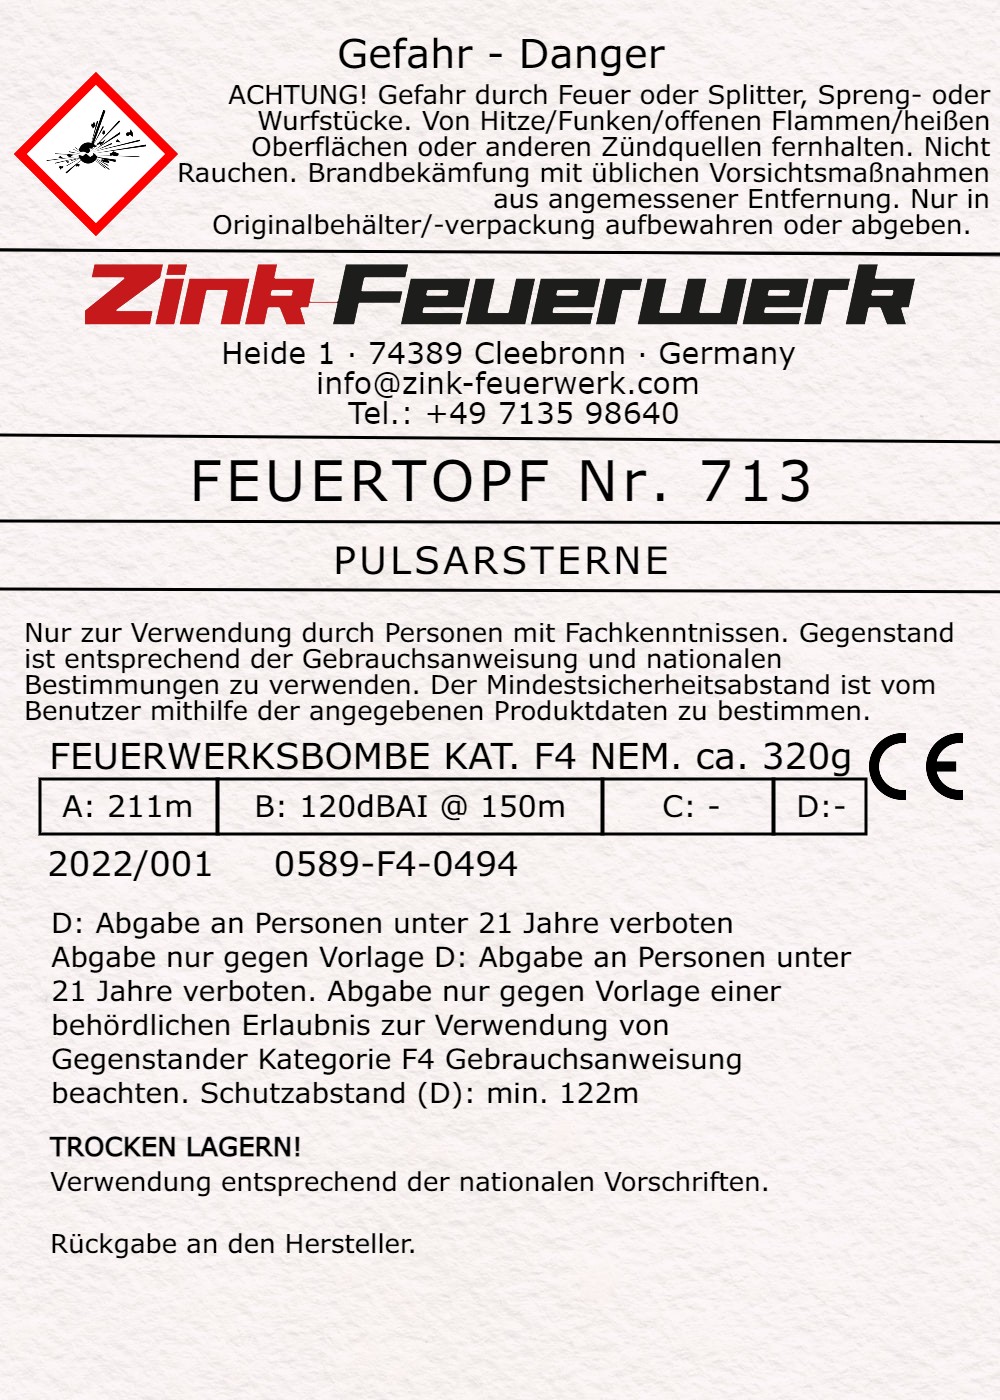 Gefahr - Danger
ACHTUNG! Gefahr durch Feuer oder Splitter, Spreng- oder
Wurfstücke. Von Hitze/Funken/offenen Flammen/heißen
Oberflächen oder anderen Zündquellen fernhalten. Nicht
Rauchen. Brandbekämfung mit üblichen Vorsichtsmaßnahmen
aus angemessener Entfernung. Nur in
Originalbehälter/-verpackung aufbewahren oder abgeben.
Zink Feuerwerk
Heide 1 · 74389 Cleebronn · Germany
info@zink-feuerwerk.com
Tel.: +49 7135 98640
FEUERTOPF Nr. 713
PULSARSTERNE
Nur zur Verwendung durch Personen mit Fachkenntnissen. Gegenstand
ist entsprechend der Gebrauchsanweisung und nationalen
Bestimmungen zu verwenden. Der Mindestsicherheitsabstand ist vom
Benutzer mithilfe der angegebenen Produktdaten zu bestimmen.
FEUERWERKSBOMBE KAT. F4 NEM. ca. 320g CE
A: 211m B: 120dBAI @ 150m C: - D:-
2022/001 0589-F4-0494
D: Abgabe an Personen unter 21 Jahre verboten
Abgabe nur gegen Vorlage D: Abgabe an Personen unter
21 Jahre verboten. Abgabe nur gegen Vorlage einer
behördlichen Erlaubnis zur Verwendung von
Gegenstander Kategorie F4 Gebrauchsanweisung
beachten. Schutzabstand (D): min. 122m
TROCKEN LAGERN!
Verwendung entsprechend der nationalen Vorschriften.
Rückgabe an den Hersteller.